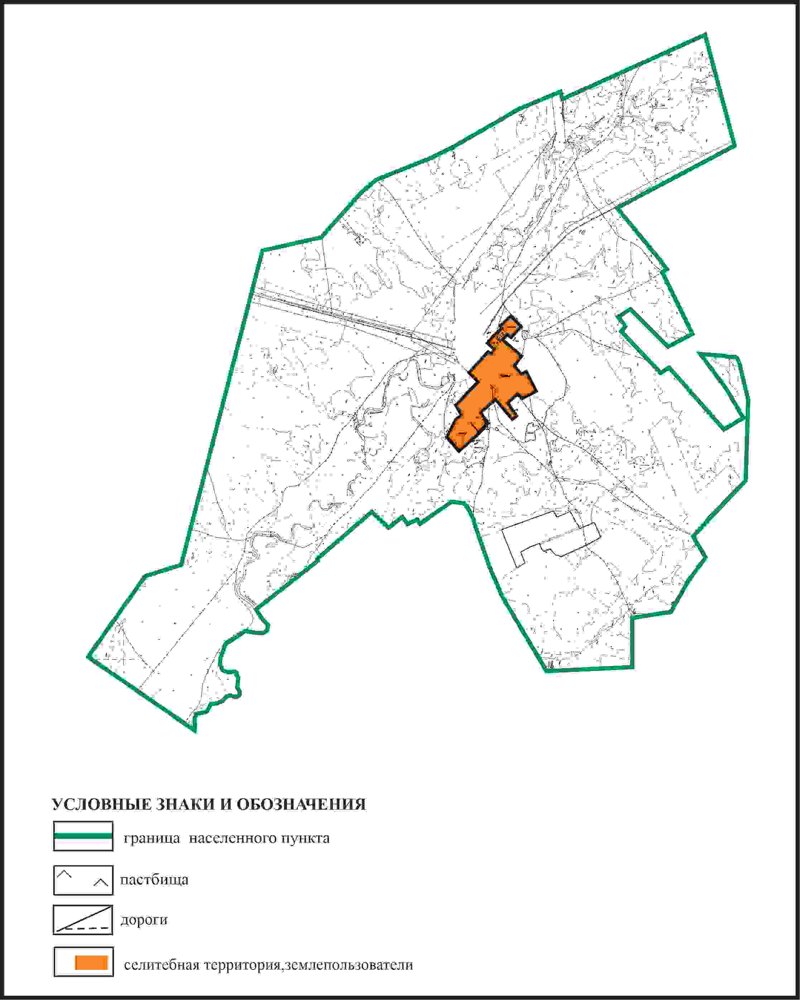 УСЛОВНЫЕ ЗНАКИ И ОБОЗНАЧЕНИЯ
граница населенного пункта
пастбища
дороги
селитебная территория,землепользователи